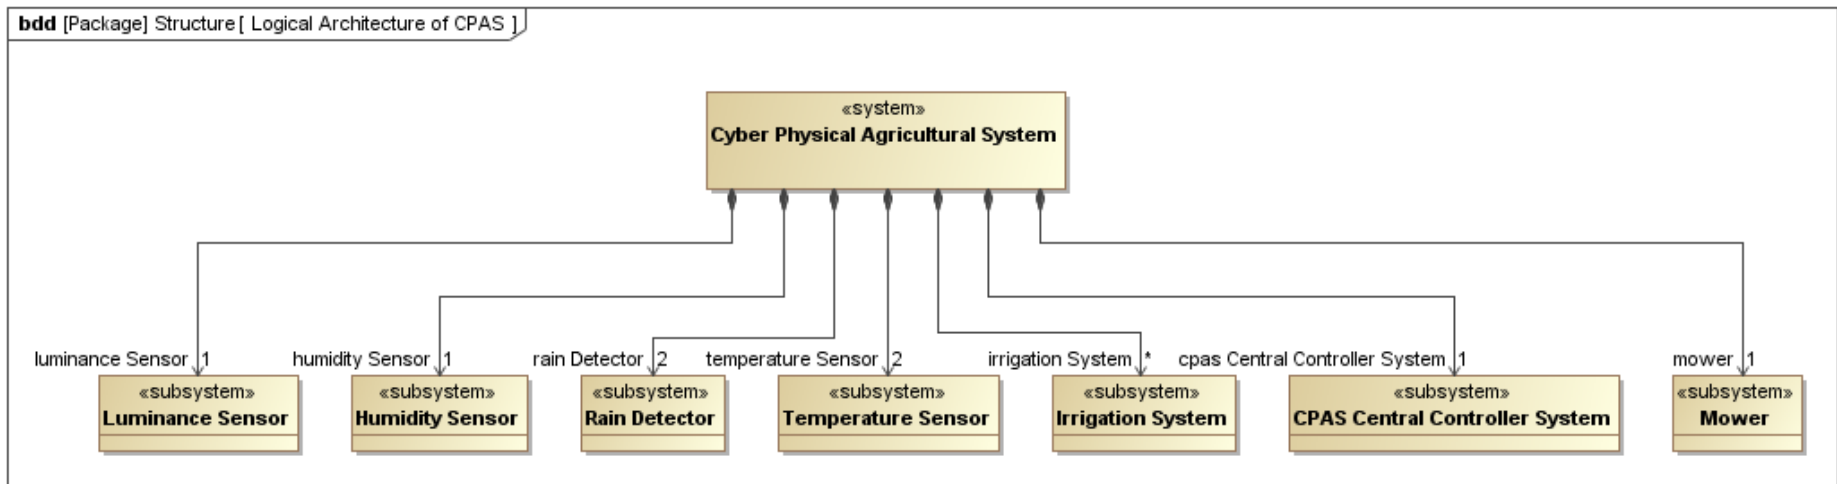 bdd [Package] Structure[ Logical Architecture of CPAS ]
«system»
Cyber Physical Agricultural System
luminance Sensor 1
humidity Sensor 1
rain Detector 2
temperature Sensor 2
irrigation System *
cpas Central Controller System 1
mower 1
«subsystem»
Luminance Sensor
«subsystem»
Humidity Sensor
«subsystem»
Rain Detector
«subsystem»
Temperature Sensor
«subsystem»
Irrigation System
«subsystem»
CPAS Central Controller System
«subsystem»
Mower